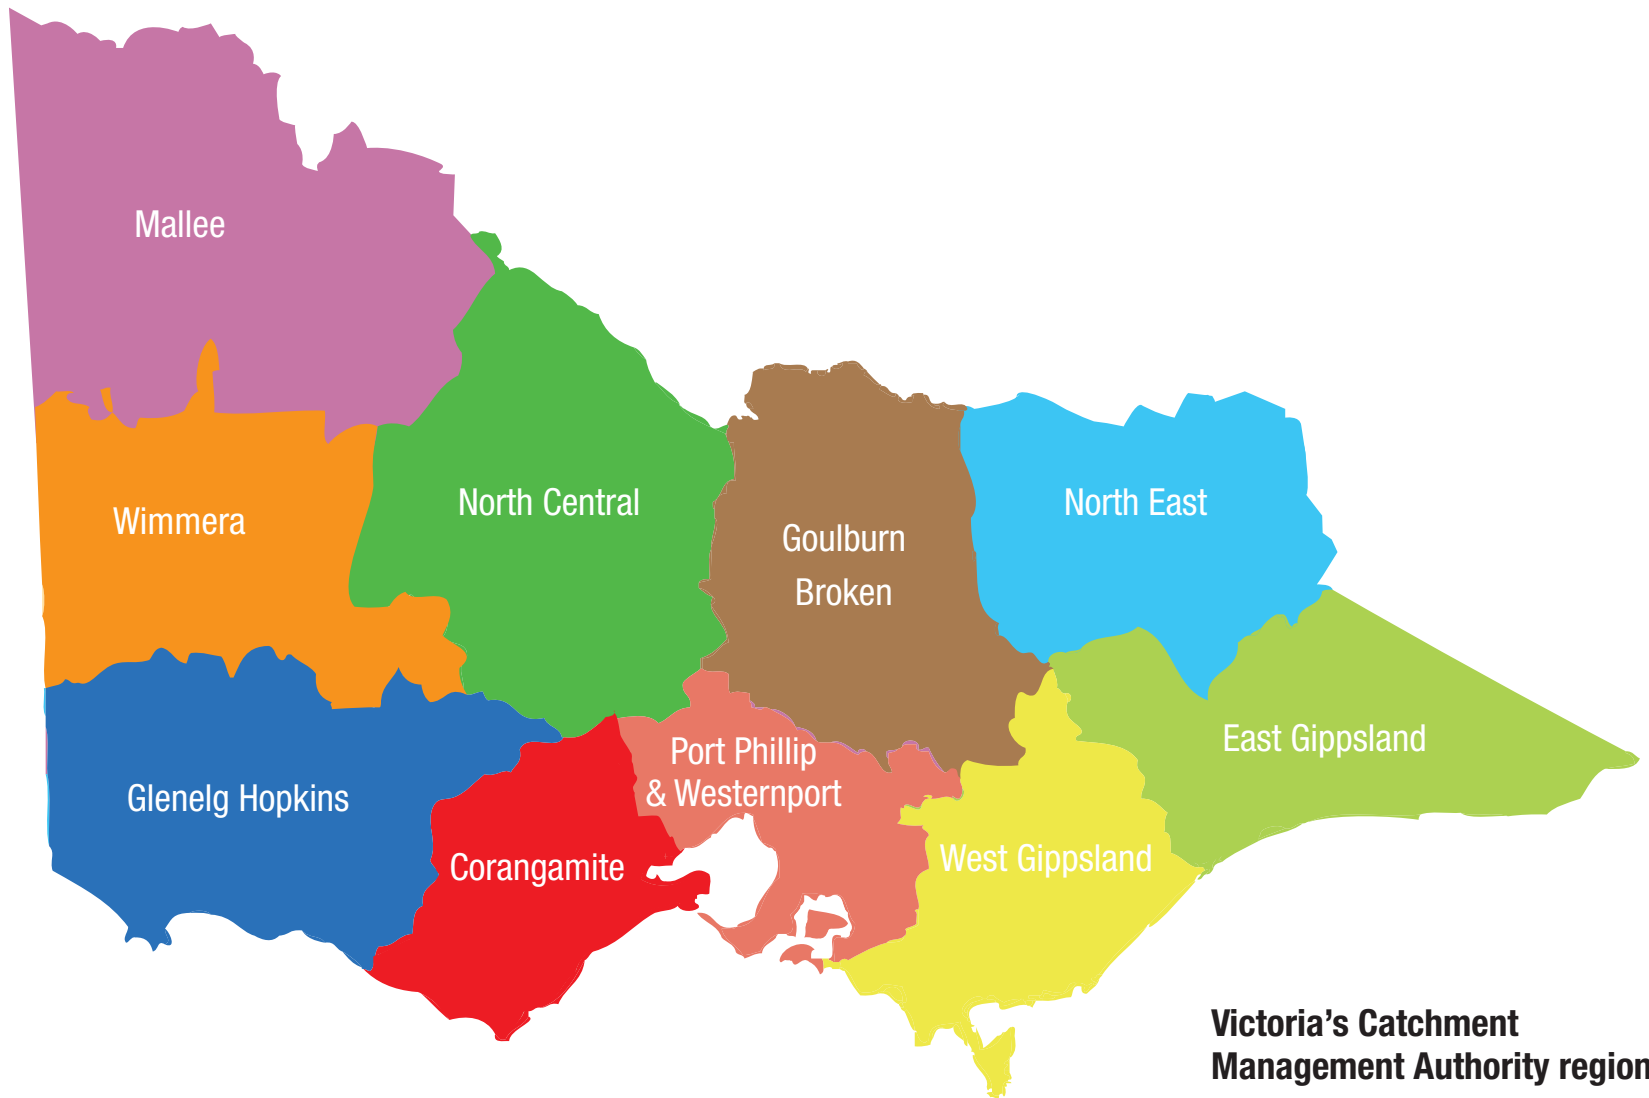 Mallee
Wimmera
North Central
Goulburn
Broken
North East
East Gippsland
Port Phillip
& Westernport
Glenelg Hopkins
Corangamite
West Gippsland
Victoria’s Catchment
Management Authority region